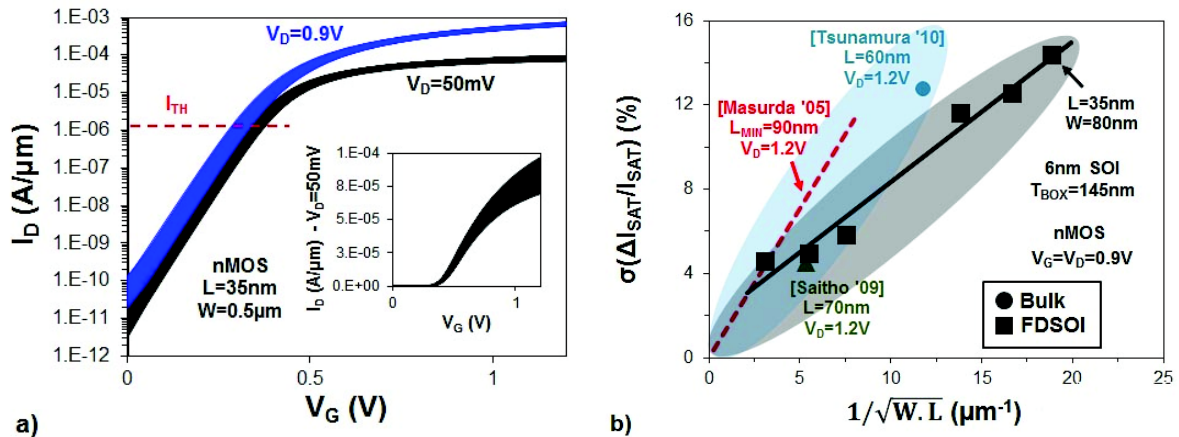 1.E-03
1.E-04
1.E-05
1.E-06
1.E-07
1.E-08
1.E-09
1.E-10
1.E-11
1.E-12
I_D (A/µm)
V_D=0.9V
V_D=50mV
I_TH
nMOS
L=35nm
W=0.5µm
I_D (A/µm) - V_D=50mV
1.E-04
8.E-05
5.E-05
3.E-05
0.E+00
0
1
V_G (V)
0
0.5
1
V_G (V)
a)
σ(ΔI_SAT/I_SAT) (%)
16
12
8
4
0
[Tsunamura '10]
L=60nm
V_D=1.2V
[Masurda '05]
L_MIN=90nm
V_D=1.2V
L=35nm
W=80nm
6nm SOI
T_BOX=145nm
nMOS
V_G=V_D=0.9V
[Saitho '09]
L=70nm
V_D=1.2V
Bulk
FDSOI
0
5
10
15
20
25
1/√W.L (µm⁻¹)
b)